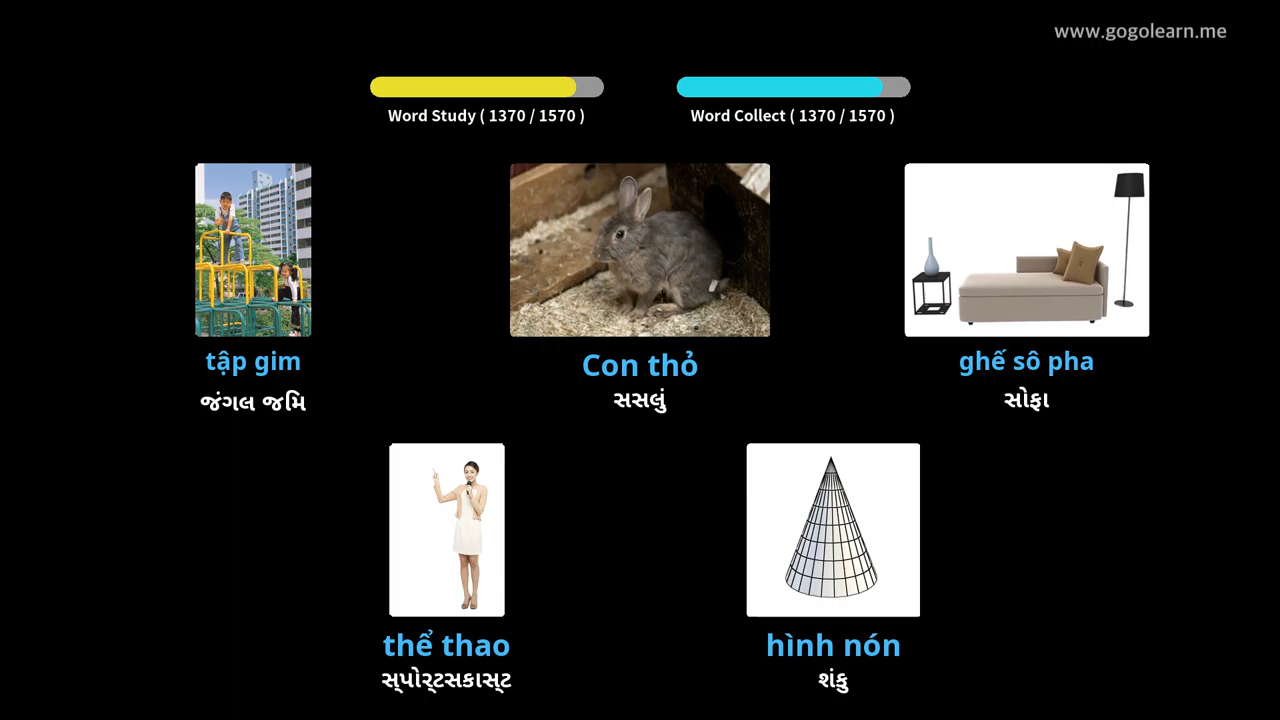 www.gogolearn.me
Word Study ( 1370 / 1570 )
Word Collect ( 1370 / 1570 )
tập gim
જંગલ જમિ
Con thỏ
સસલું
ghế sô pha
સોફા
thể thao
સ્પોર્ટસકાસ્ટ
hình nón
શંકુ